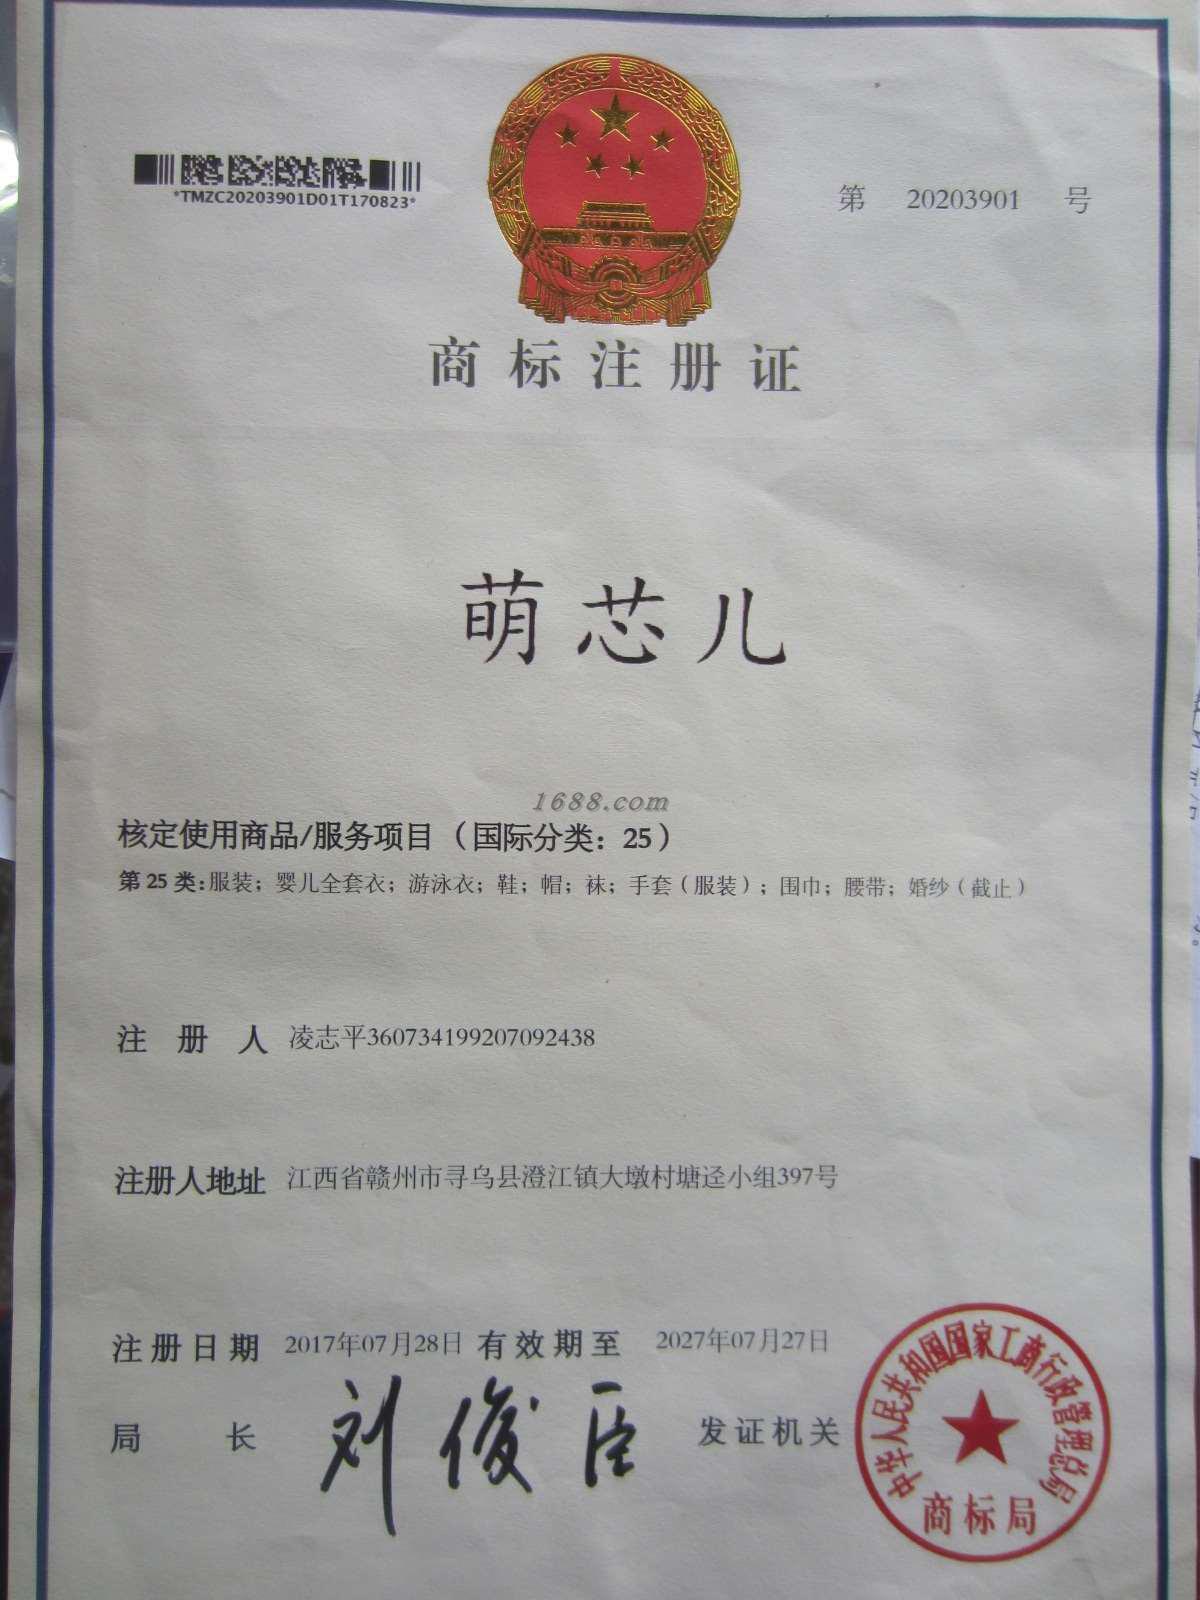 *TMZC20203901D01T170823*
第 20203901 号
商标注册证
萌芯儿
1688.com
核定使用商品/服务项目（国际分类：25）
第25类:服装；婴儿全套衣；游泳衣；鞋；帽；袜；手套（服装）；围巾；腰带；婚纱（截止）
注册人 凌志平360734199207092438
注册人地址 江西省赣州市寻乌县澄江镇大墩村塘迳小组397号
注册日期 2017年07月28日 有效期至 2027年07月27日
局长 刘俊臣 发证机关
中华人民共和国国家工商行政管理总局
商标局